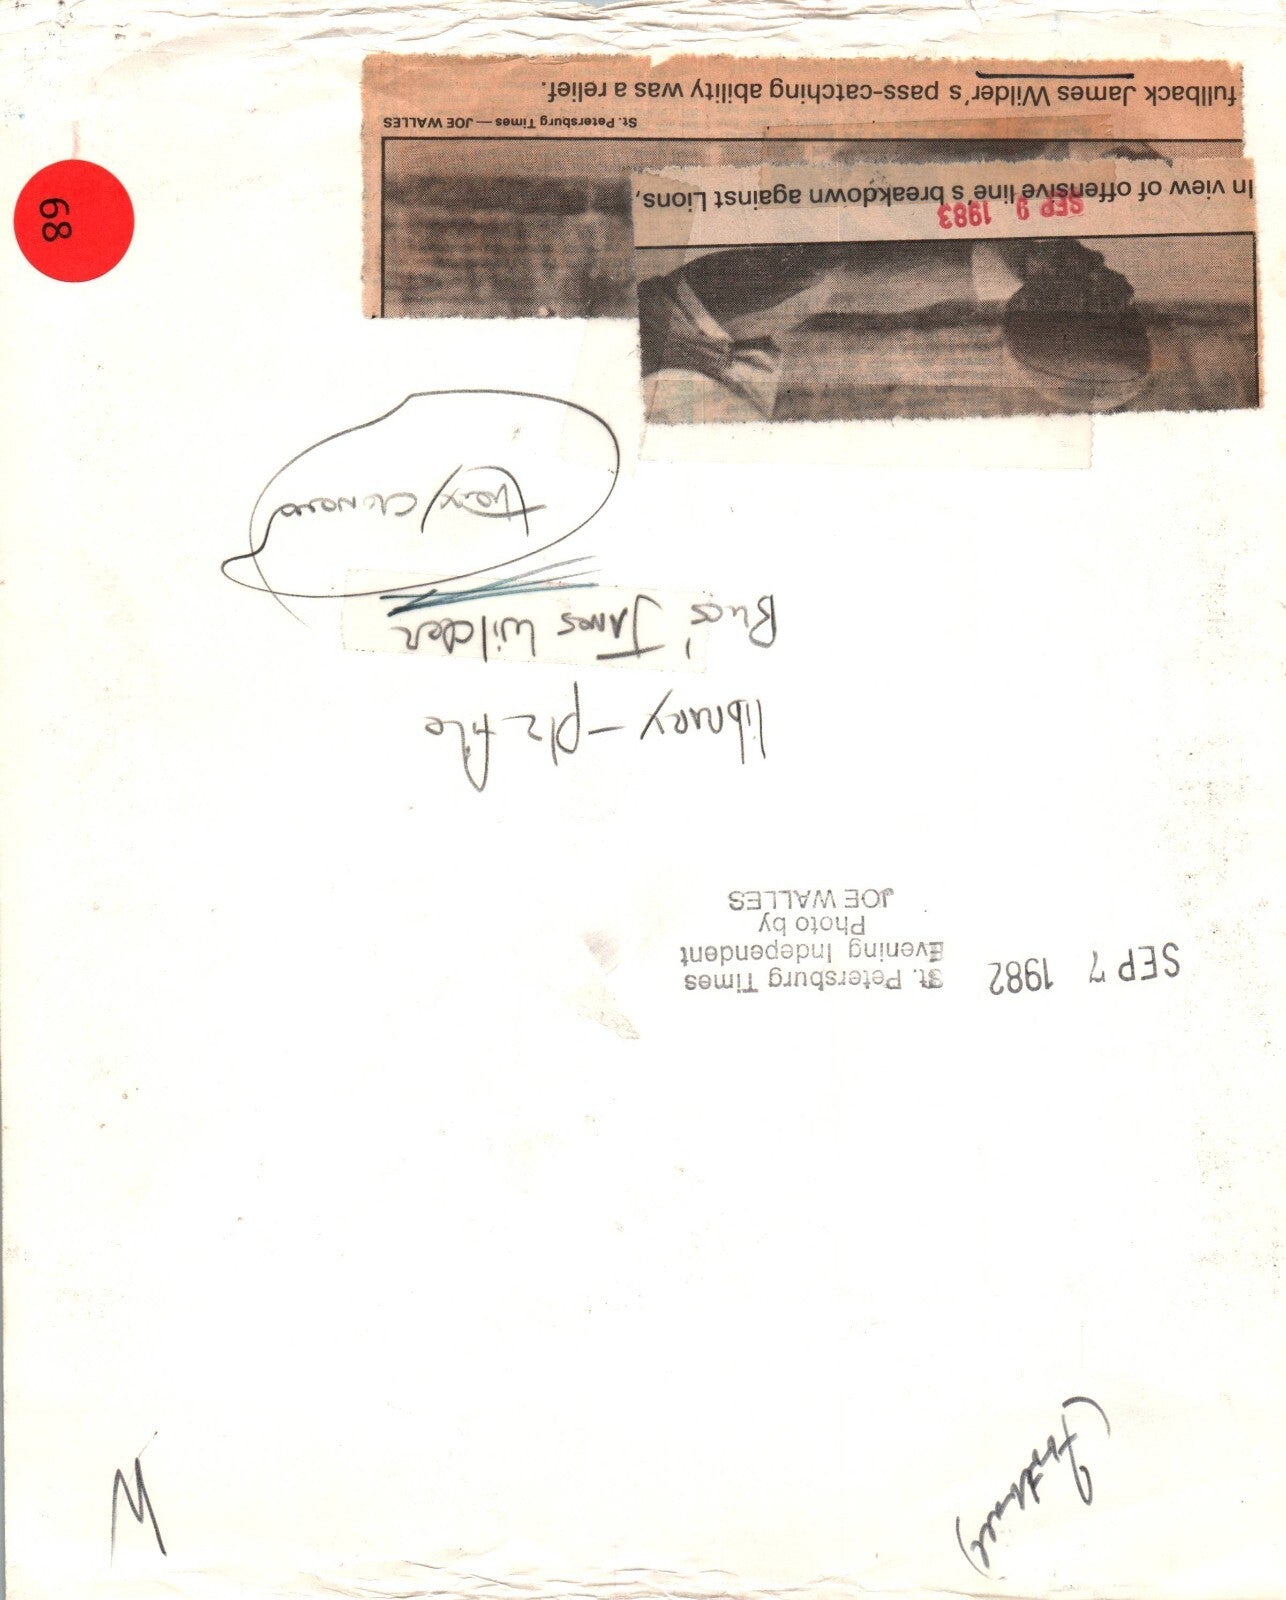 (Football)
W
SEP 7 1982
St. Petersburg Times
Evening Independent
Photo by
JOE WALLES
library - plz file
Bucs' James Wilder
In view of offensive line's breakdown against Lions,
SEP 9 1983
St. Petersburg Times — JOE WALLES
fullback James Wilder's pass-catching ability was a relief.